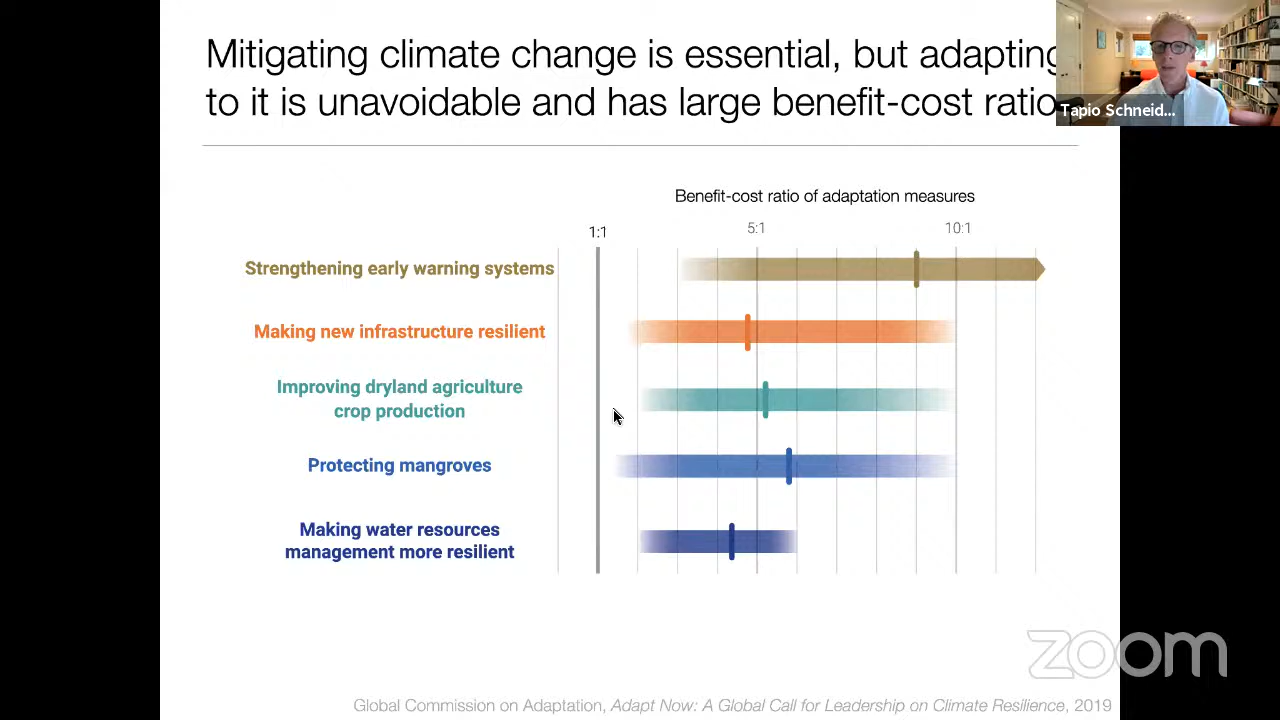 Mitigating climate change is essential, but adapting
to it is unavoidable and has large benefit-cost ratio
Tapio Schneid...
Benefit-cost ratio of adaptation measures
1:1 5:1 10:1
Strengthening early warning systems
Making new infrastructure resilient
Improving dryland agriculture
crop production
Protecting mangroves
Making water resources
management more resilient
zoom
Global Commission on Adaptation, Adapt Now: A Global Call for Leadership on Climate Resilience, 2019